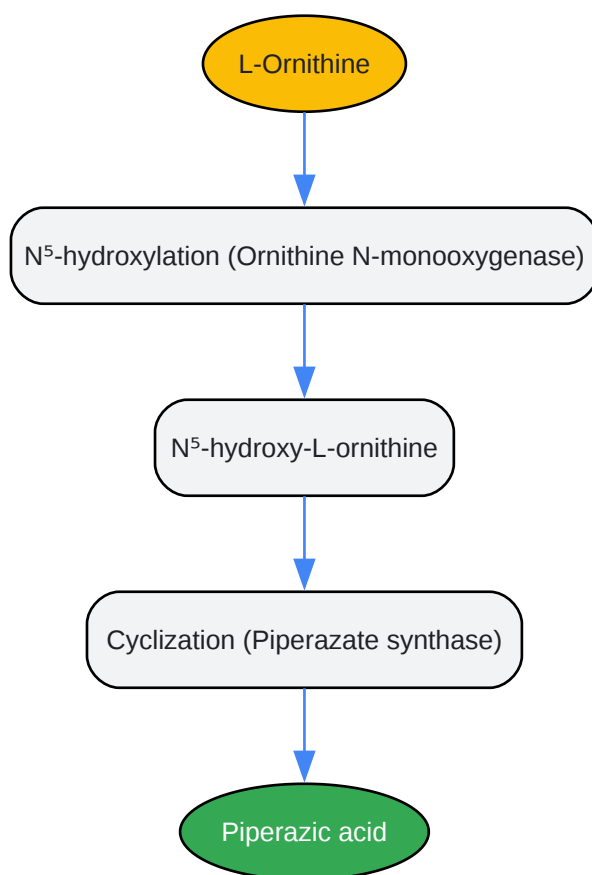 L-Ornithine
N⁵-hydroxylation (Ornithine N-monooxygenase)
N⁵-hydroxy-L-ornithine
Cyclization (Piperazate synthase)
Piperazic acid